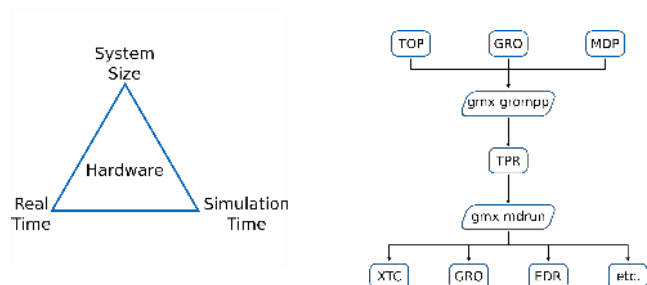 System
Size
Hardware
Real
Time
Simulation
Time
TOP
GRO
MDP
gmx grompp
TPR
gmx mdrun
XTC
GRO
EDR
etc.